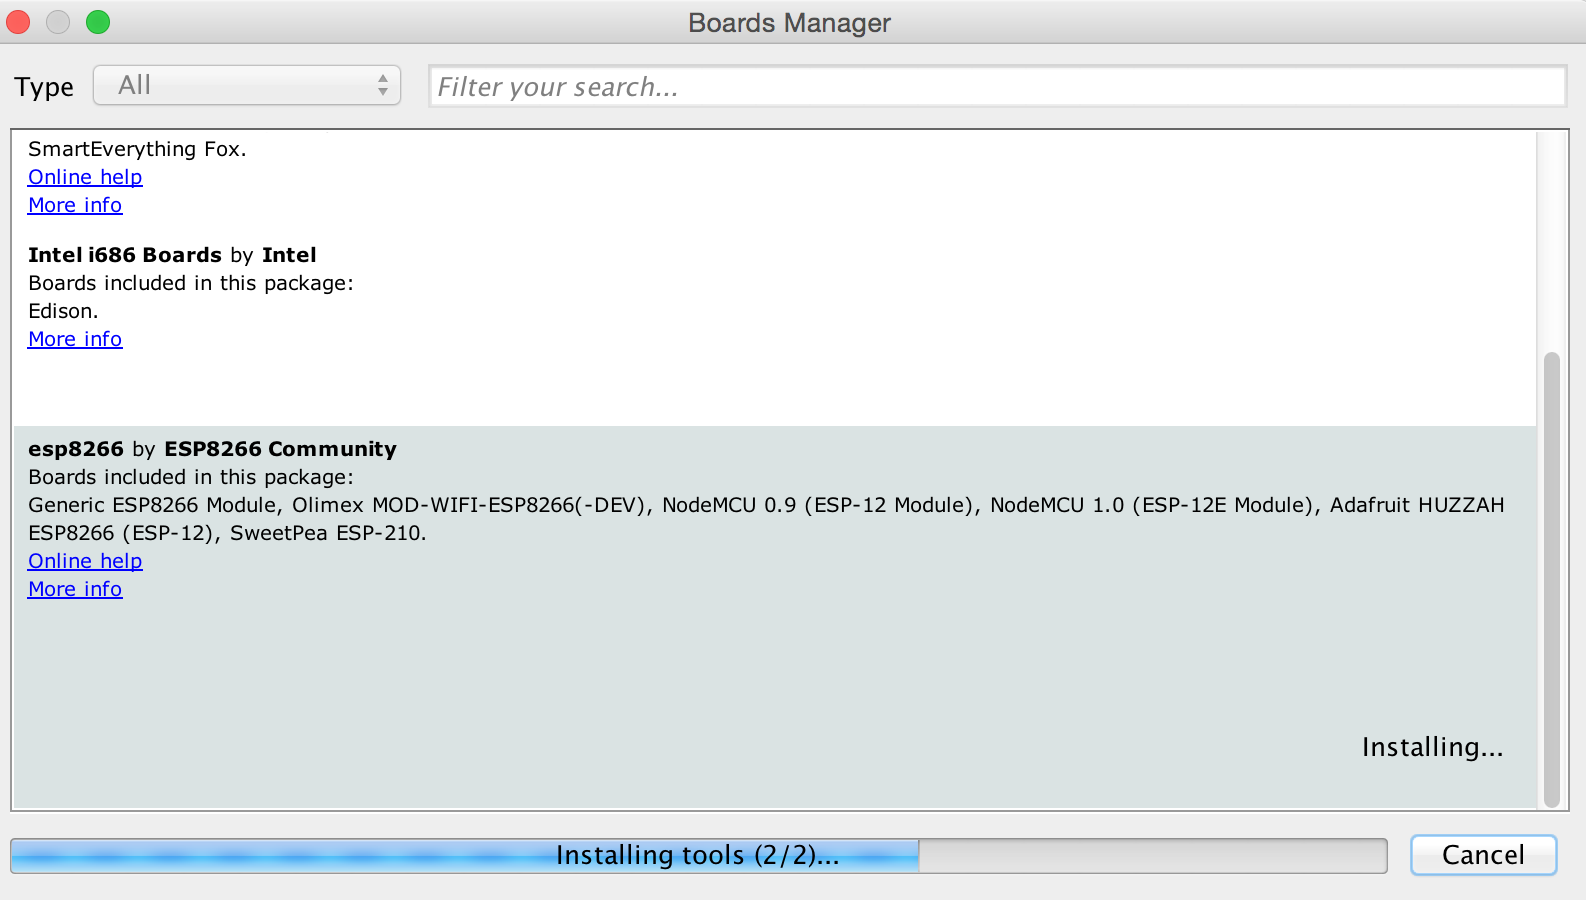 Boards Manager
Type All Filter your search...
SmartEverything Fox.
Online help
More info
Intel i686 Boards by Intel
Boards included in this package:
Edison.
More info
esp8266 by ESP8266 Community
Boards included in this package:
Generic ESP8266 Module, Olimex MOD-WIFI-ESP8266(-DEV), NodeMCU 0.9 (ESP-12 Module), NodeMCU 1.0 (ESP-12E Module), Adafruit HUZZAH
ESP8266 (ESP-12), SweetPea ESP-210.
Online help
More info
Installing...
Installing tools (2/2)... Cancel